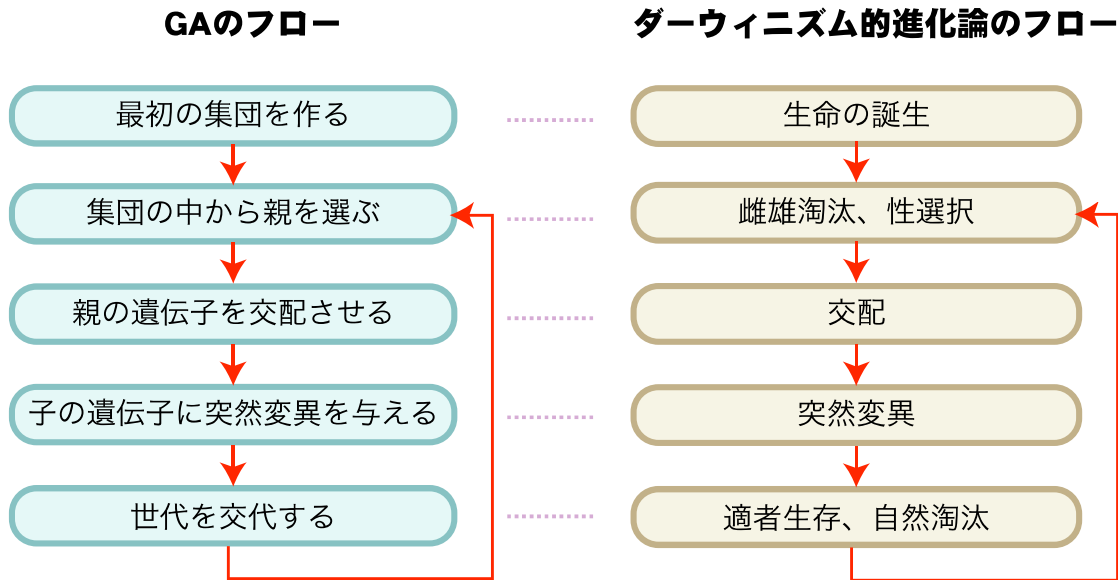 GAのフロー
最初の集団を作る
集団の中から親を選ぶ
親の遺伝子を交配させる
子の遺伝子に突然変異を与える
世代を交代する
ダーウィニズム的進化論のフロー
生命の誕生
雌雄淘汰、性選択
交配
突然変異
適者生存、自然淘汰